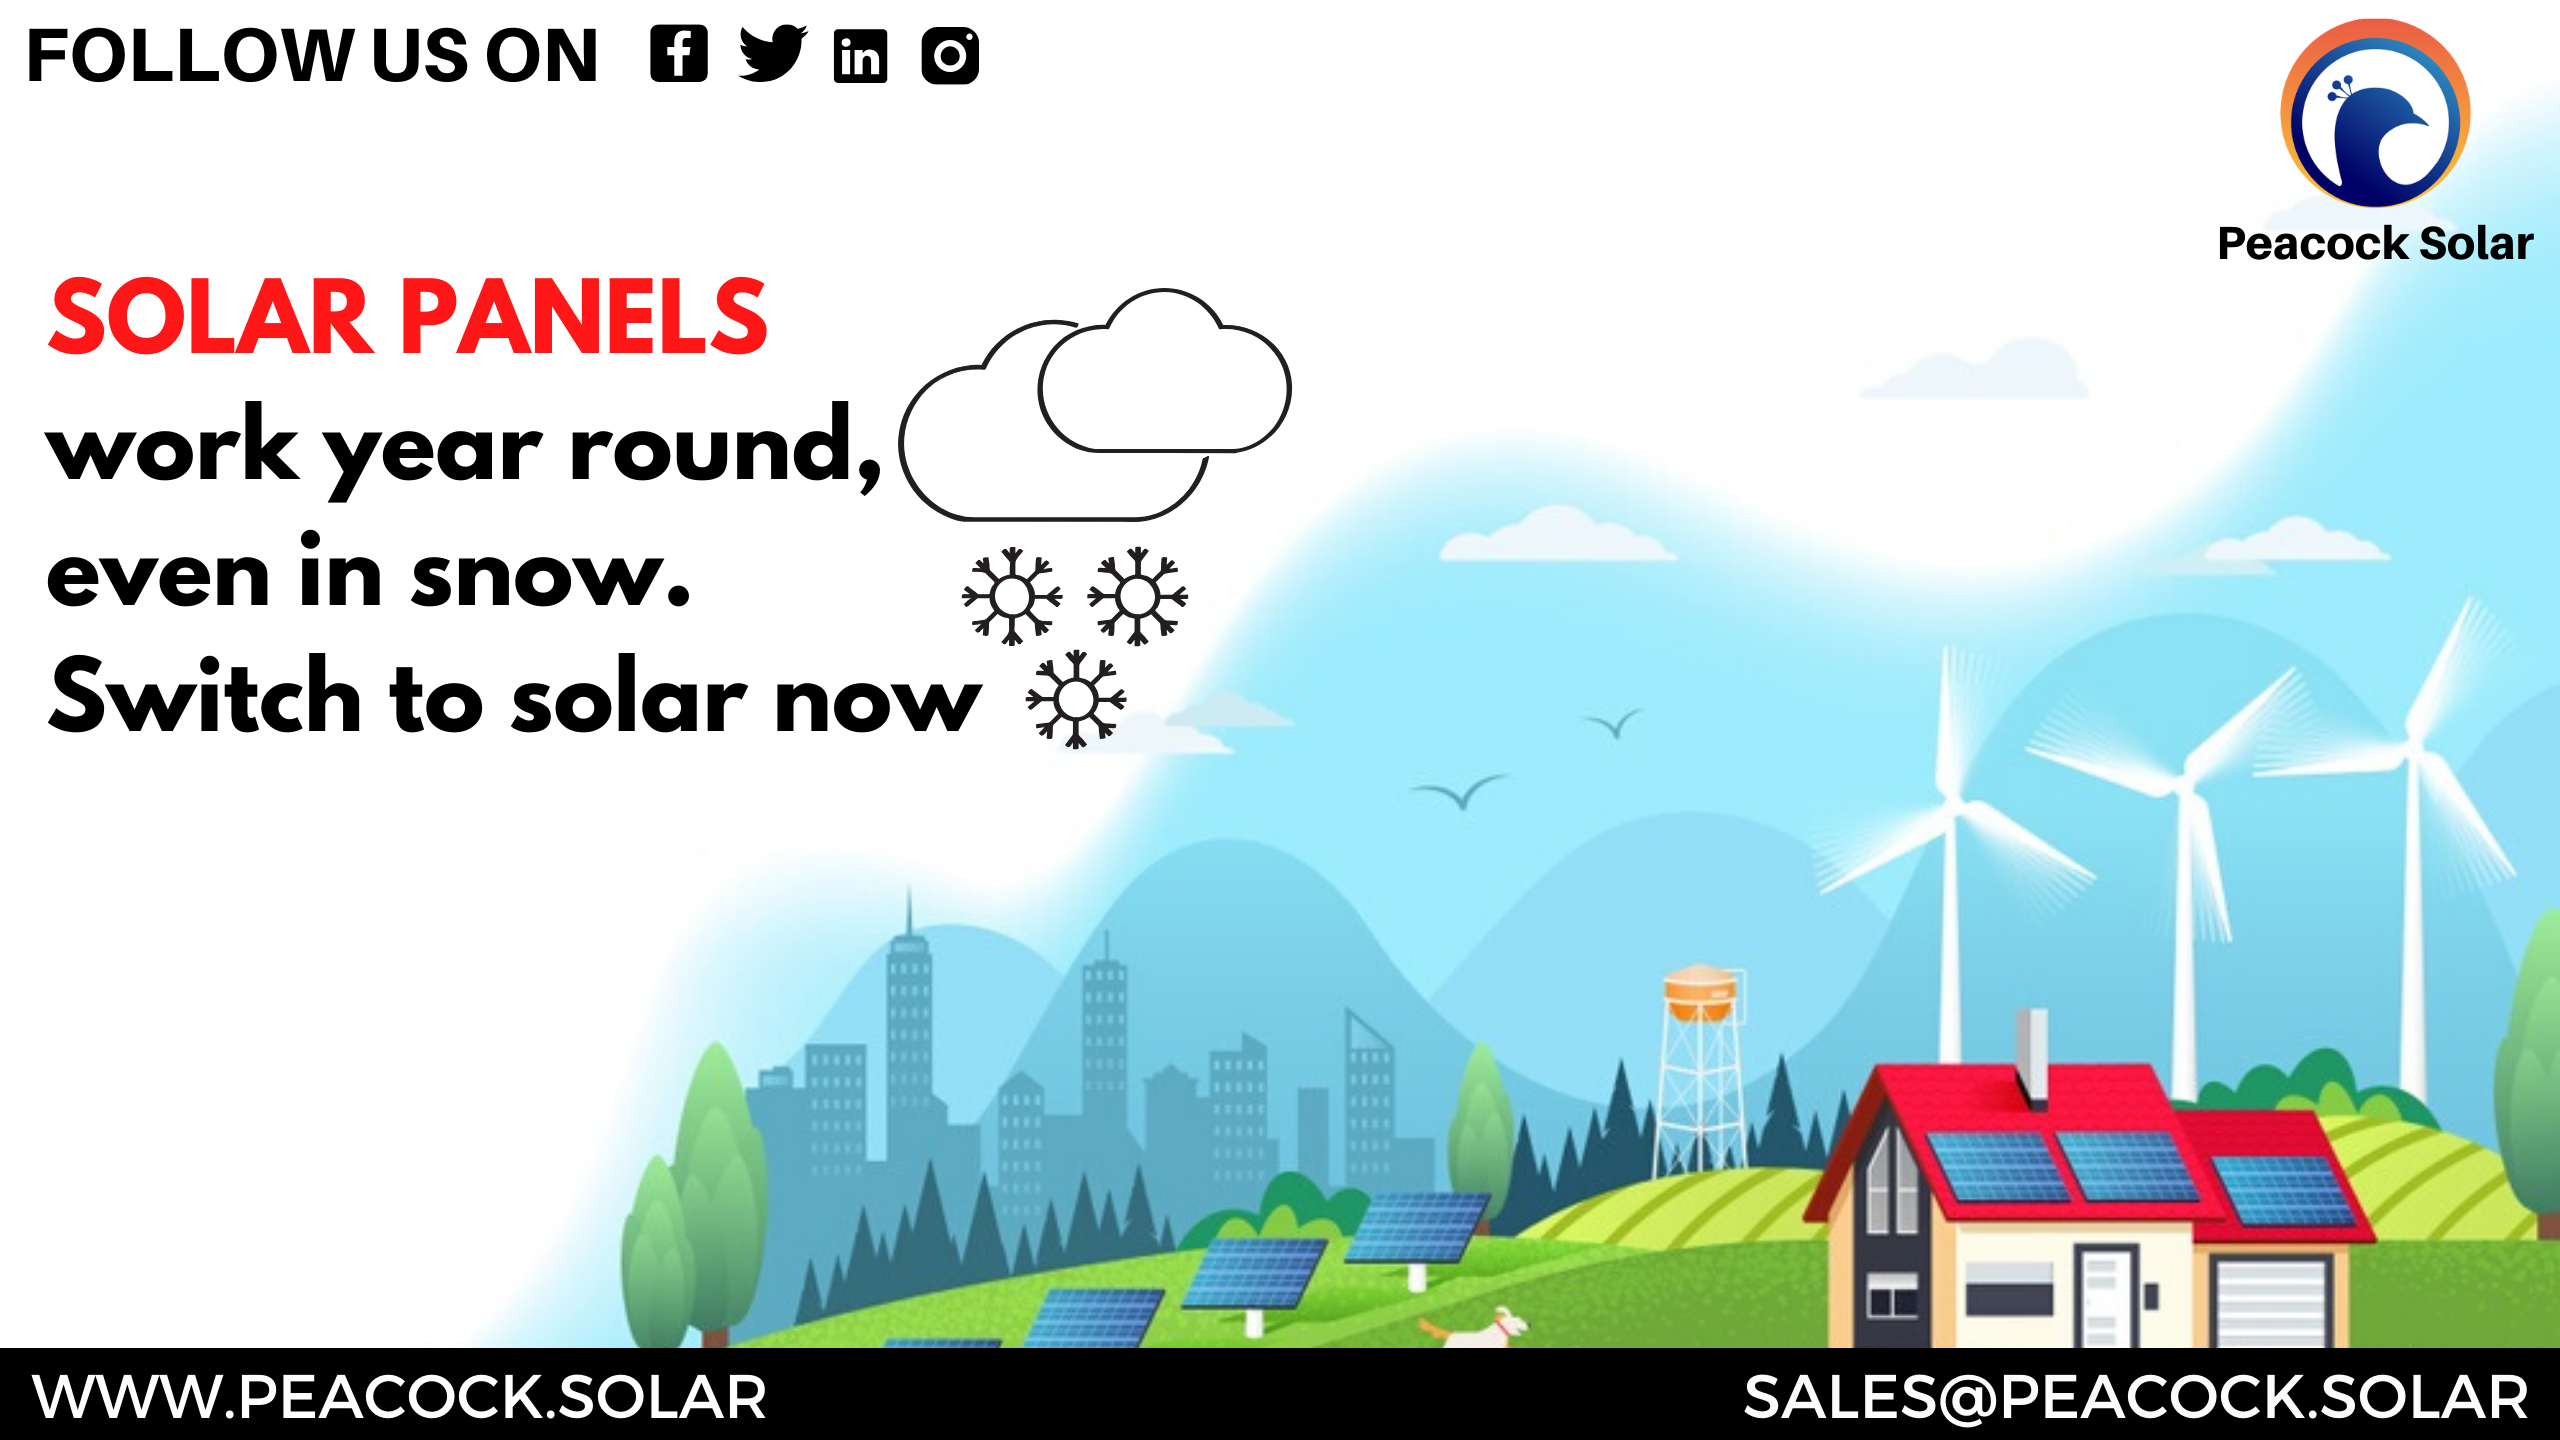 FOLLOW US ON
Peacock Solar
SOLAR PANELS
work year round,
even in snow.
Switch to solar now
WWW.PEACOCK.SOLAR
SALES@PEACOCK.SOLAR